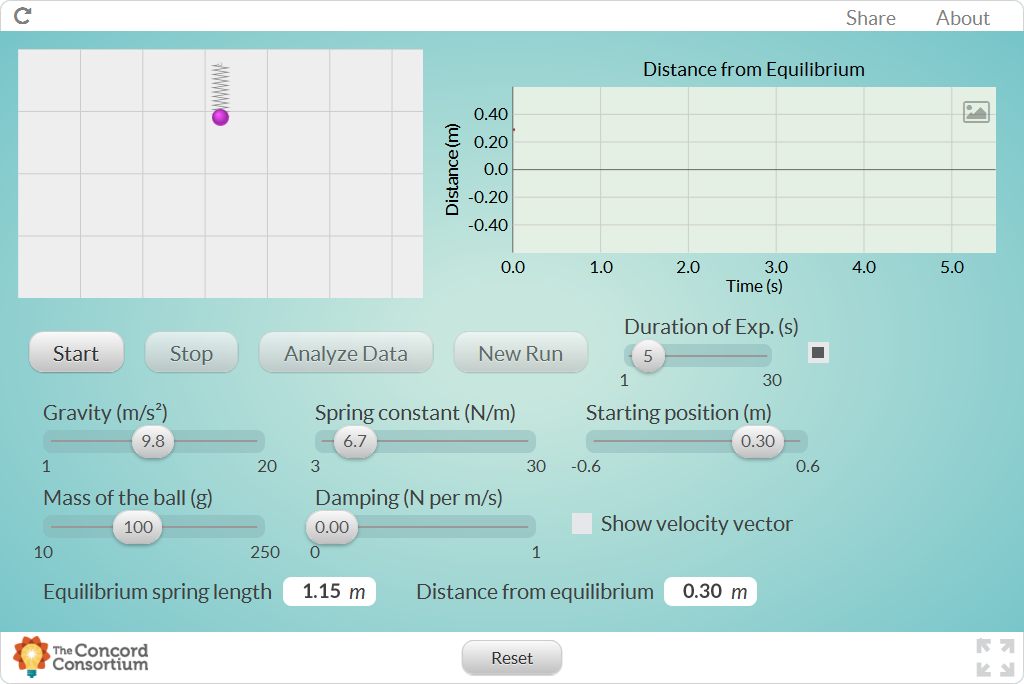 Share About
Distance from Equilibrium
Distance (m)
0.40
0.20
0.0
-0.20
-0.40
0.0 1.0 2.0 3.0 4.0 5.0
Time (s)
Start Stop Analyze Data New Run
Duration of Exp. (s)
5
1 30
Gravity (m/s²) Spring constant (N/m) Starting position (m)
9.8 6.7 0.30
1 20 3 30 -0.6 0.6
Mass of the ball (g) Damping (N per m/s)
100 0.00 Show velocity vector
10 250 0 1
Equilibrium spring length 1.15 m Distance from equilibrium 0.30 m
The Concord
Consortium
Reset